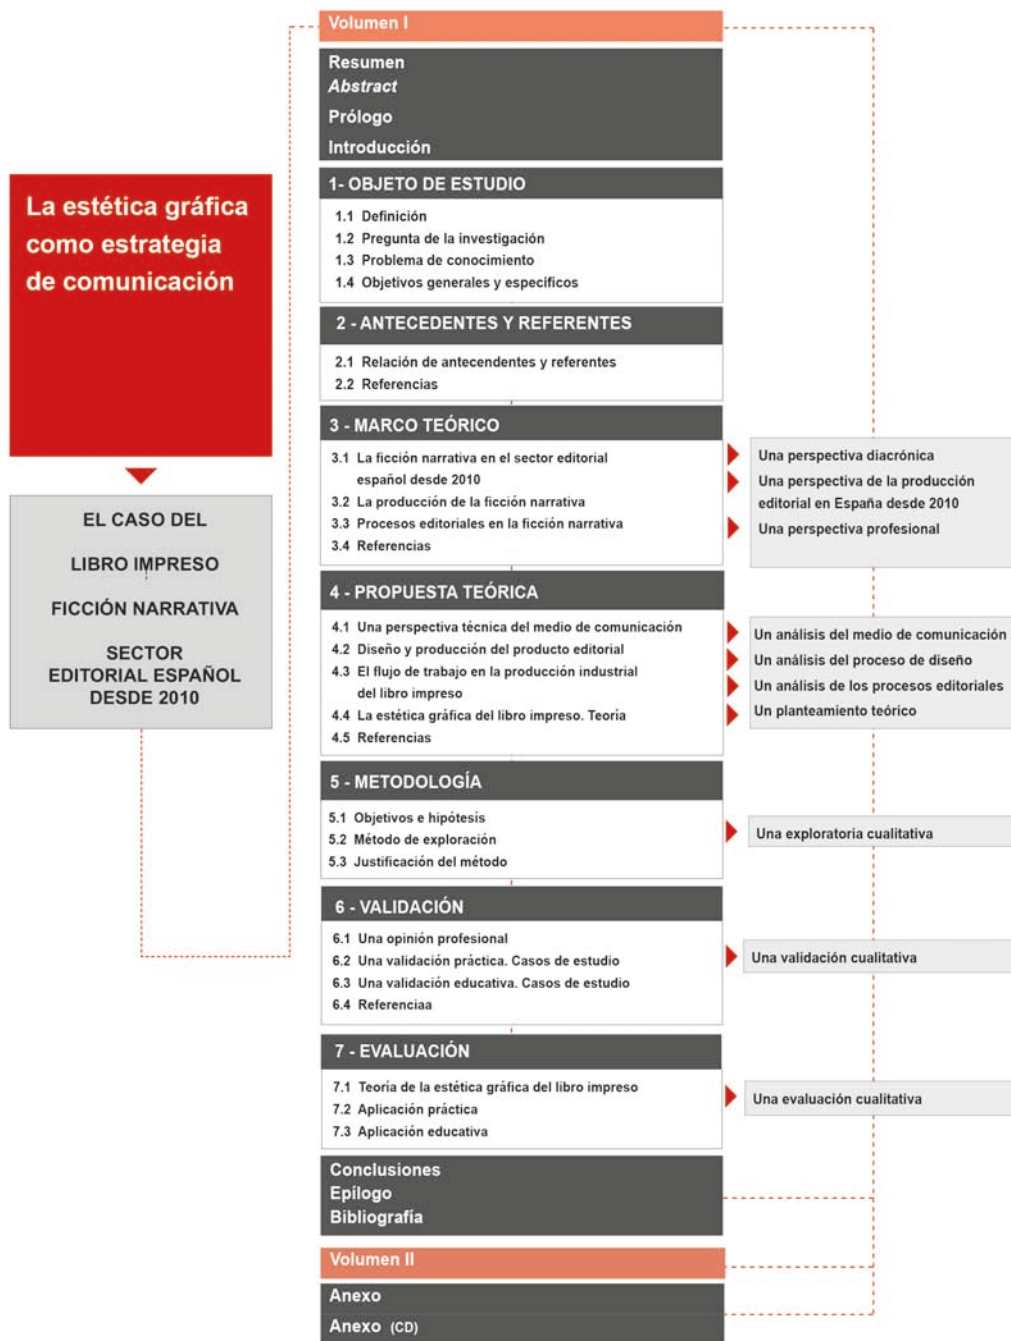 La estética gráfica
como estrategia
de comunicación
EL CASO DEL
LIBRO IMPRESO
FICCIÓN NARRATIVA
SECTOR
EDITORIAL ESPAÑOL
DESDE 2010
Volumen I
Resumen
Abstract
Prólogo
Introducción
1- OBJETO DE ESTUDIO
1.1 Definición
1.2 Pregunta de la investigación
1.3 Problema de conocimiento
1.4 Objetivos generales y específicos
2 - ANTECEDENTES Y REFERENTES
2.1 Relación de antecendentes y referentes
2.2 Referencias
3 - MARCO TEÓRICO
3.1 La ficción narrativa en el sector editorial
español desde 2010
3.2 La producción de la ficción narrativa
3.3 Procesos editoriales en la ficción narrativa
3.4 Referencias
Una perspectiva diacrónica
Una perspectiva de la producción
editorial en España desde 2010
Una perspectiva profesional
4 - PROPUESTA TEÓRICA
4.1 Una perspectiva técnica del medio de comunicación
4.2 Diseño y producción del producto editorial
4.3 El flujo de trabajo en la producción industrial
del libro impreso
4.4 La estética gráfica del libro impreso. Teoría
4.5 Referencias
Un análisis del medio de comunicación
Un análisis del proceso de diseño
Un análisis de los procesos editoriales
Un planteamiento teórico
5 - METODOLOGÍA
5.1 Objetivos e hipótesis
5.2 Método de exploración
5.3 Justificación del método
Una exploratoria cualitativa
6 - VALIDACIÓN
6.1 Una opinión profesional
6.2 Una validación práctica. Casos de estudio
6.3 Una validación educativa. Casos de estudio
6.4 Referenciaa
Una validación cualitativa
7 - EVALUACIÓN
7.1 Teoría de la estética gráfica del libro impreso
7.2 Aplicación práctica
7.3 Aplicación educativa
Una evaluación cualitativa
Conclusiones
Epílogo
Bibliografía
Volumen II
Anexo
Anexo (CD)